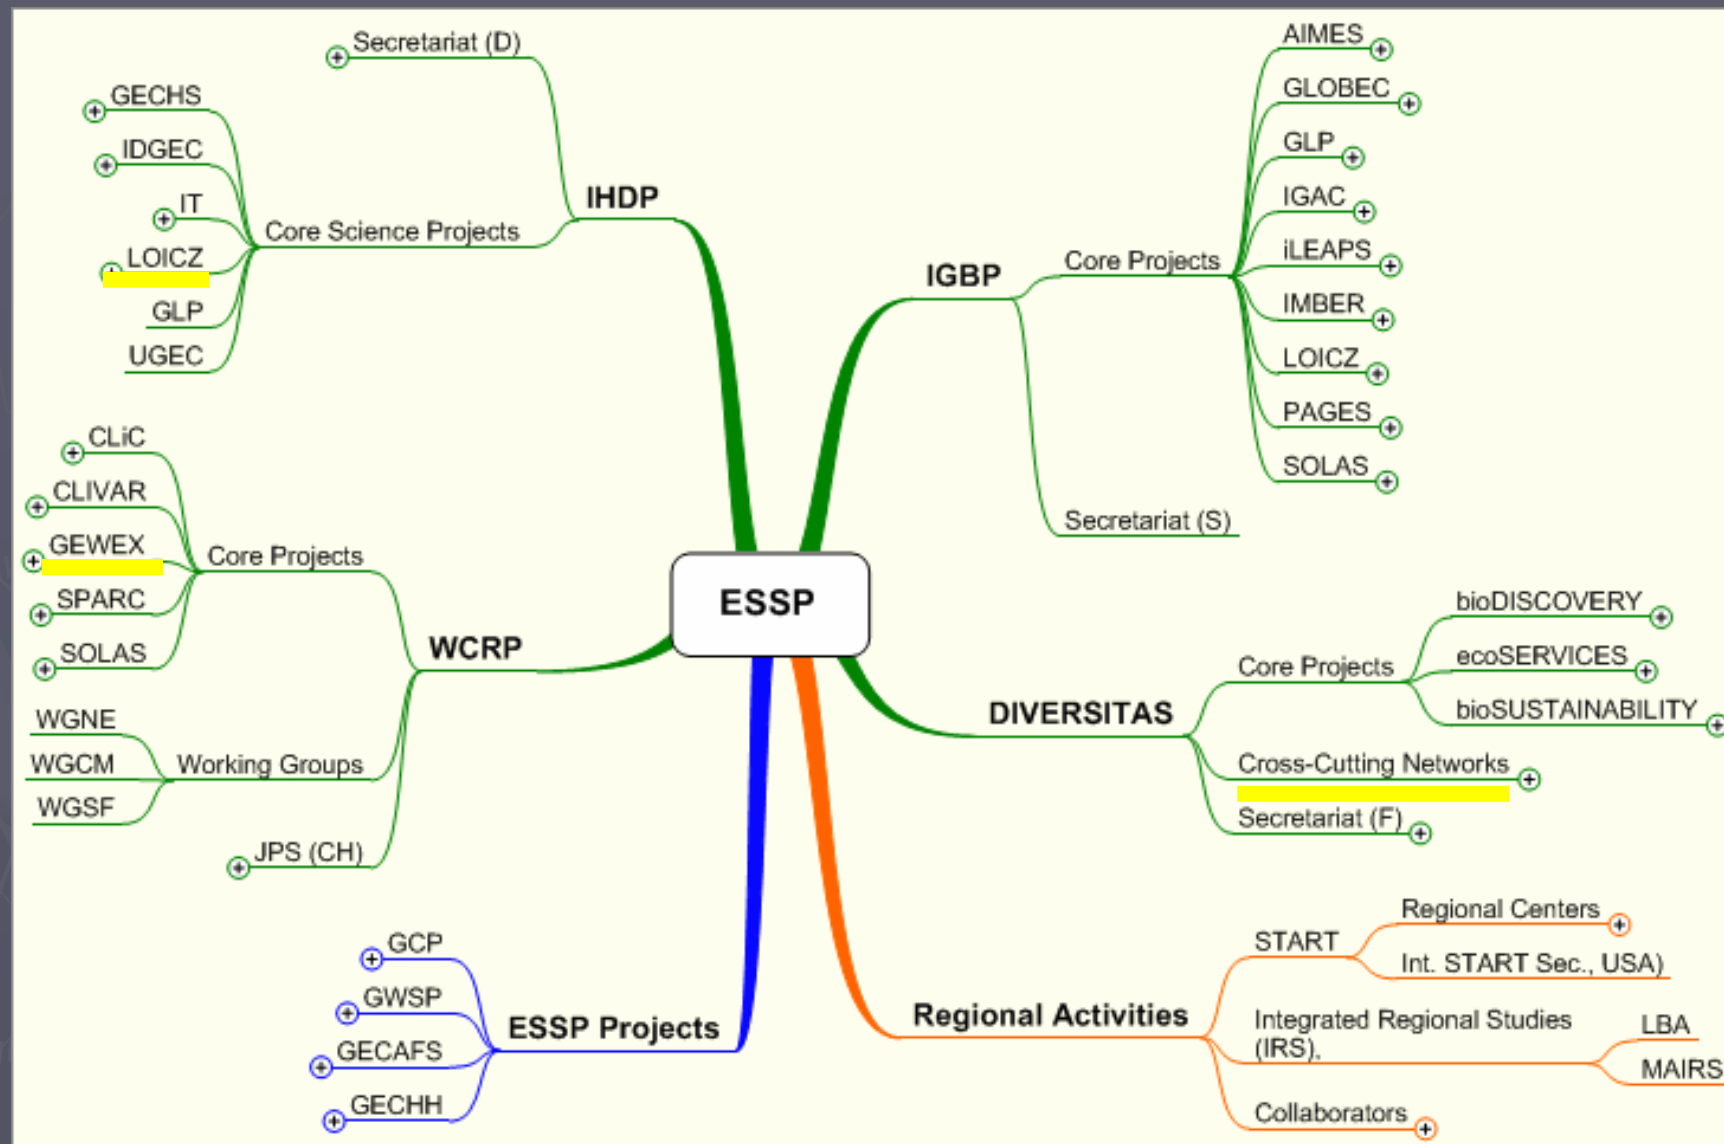 Secretariat (D)
GECHS
IDGEC
IT
LOICZ
GLP
UGEC
Core Science Projects
IHDP
AIMES
GLOBEC
GLP
IGAC
iLEAPS
IMBER
LOICZ
PAGES
SOLAS
Core Projects
IGBP
Secretariat (S)
CLiC
CLIVAR
GEWEX
SPARC
SOLAS
Core Projects
WCRP
WGNE
WGCM
WGSF
Working Groups
JPS (CH)
ESSP
bioDISCOVERY
ecoSERVICES
bioSUSTAINABILITY
Core Projects
DIVERSITAS
Cross-Cutting Networks
Secretariat (F)
GCP
GWSP
GECAFS
GECHH
ESSP Projects
Regional Activities
START
Regional Centers
Int. START Sec., USA)
Integrated Regional Studies
(IRS),
LBA
MAIRS
Collaborators